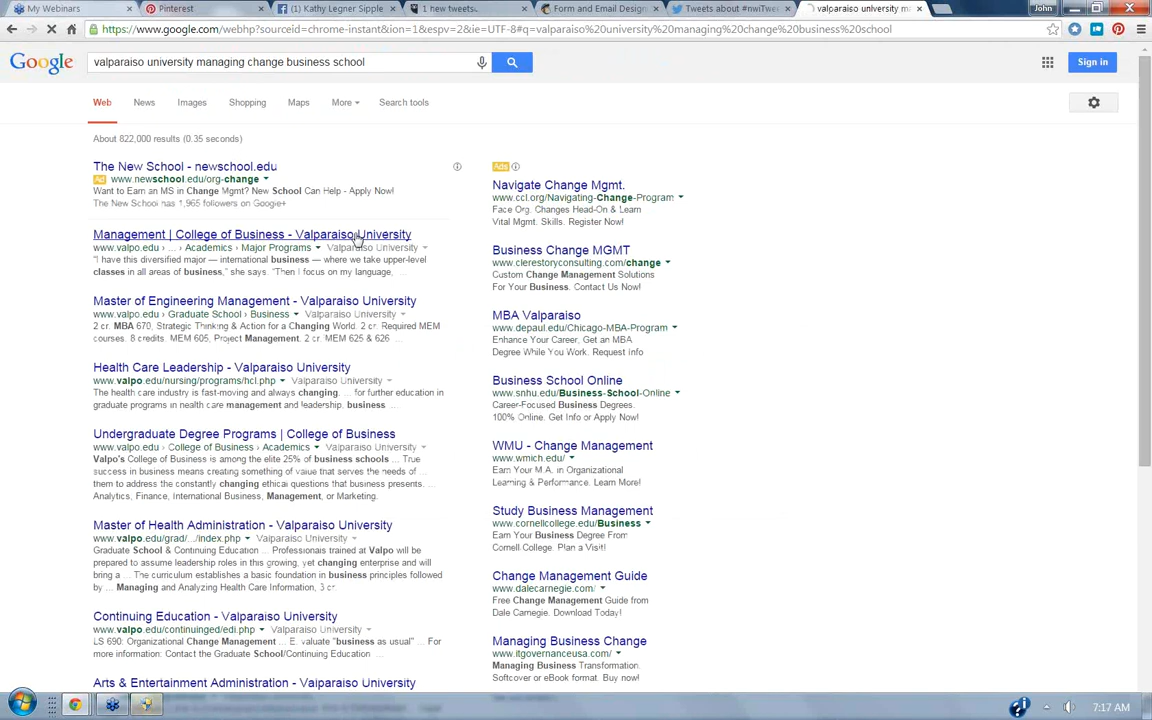 My Webinars
Pinterest
(1) Kathy Legner Sipple
1 new tweets
Form and Email Design
Tweets about #nwiTwee
valparaiso university ma
John
https://www.google.com/webhp?sourceid=chrome-instant&ion=1&espv=2&ie=UTF-8#q=valparaiso%20university%20managing%20change%20business%20school
Google
valparaiso university managing change business school
Sign in
Web
News
Images
Shopping
Maps
More
Search tools
About 822,000 results (0.35 seconds)
The New School - newschool.edu
Ad www.newschool.edu/org-change
Want to Earn an MS in Change Mgmt? New School Can Help - Apply Now!
The New School has 1,965 followers on Google+
Management | College of Business - Valparaiso University
www.valpo.edu › ... › Academics › Major Programs Valparaiso University
“I have this diversified major — international business — where we take upper-level
classes in all areas of business,” she says. “Then I focus on my language, ...
Master of Engineering Management - Valparaiso University
www.valpo.edu › Graduate School › Business Valparaiso University
2 cr. MBA 670, Strategic Thinking & Action for a Changing World. 2 cr. Required MEM
courses. 8 credits. MEM 605, Project Management. 2 cr. MEM 625 & 626 ...
Health Care Leadership - Valparaiso University
www.valpo.edu/nursing/programs/hcl.php Valparaiso University
The health care industry is fast-moving and always changing. ... for further education in
graduate programs in health care management and leadership, business ...
Undergraduate Degree Programs | College of Business
www.valpo.edu › College of Business › Academics Valparaiso University
Valpo's College of Business is among the elite 25% of business schools ... True
success in business means creating something of value that serves the needs of ...
them to address the constantly changing ethical questions that business presents. ...
Analytics, Finance, International Business, Management, or Marketing.
Master of Health Administration - Valparaiso University
www.valpo.edu/grad/.../index.php Valparaiso University
Graduate School & Continuing Education ... Professionals trained at Valpo will be
prepared to assume leadership roles in this growing, yet changing enterprise and will
bring a ... The curriculum establishes a basic foundation in business principles followed
by ... Managing and Analyzing Health Care Information, 3 cr.
Continuing Education - Valparaiso University
www.valpo.edu/continuinged/edi.php Valparaiso University
LS 690: Organizational Change Management ... E. valuate "business as usual" ... For
more information: Contact the Graduate School/Continuing Education ...
Arts & Entertainment Administration - Valparaiso University
Ads
Navigate Change Mgmt.
www.ccl.org/Navigating-Change-Program
Face Org. Changes Head-On & Learn
Vital Mgmt. Skills. Register Now!
Business Change MGMT
www.clerestoryconsulting.com/change
Custom Change Management Solutions
For Your Business. Contact Us Now!
MBA Valparaiso
www.depaul.edu/Chicago-MBA-Program
Enhance Your Career, Get an MBA
Degree While You Work. Request Info
Business School Online
www.snhu.edu/Business-School-Online
Career-Focused Business Degrees.
100% Online. Get Info or Apply Now!
WMU - Change Management
www.wmich.edu/
Earn Your M.A. in Organizational
Learning & Performance. Learn More!
Study Business Management
www.cornellcollege.edu/Business
Earn Your Business Degree From
Cornell College. Plan a Visit!
Change Management Guide
www.dalecarnegie.com/
Free Change Management Guide from
Dale Carnegie. Download Today!
Managing Business Change
www.itgovernanceusa.com/
Managing Business Transformation.
Softcover or eBook format. Buy now!
7:17 AM